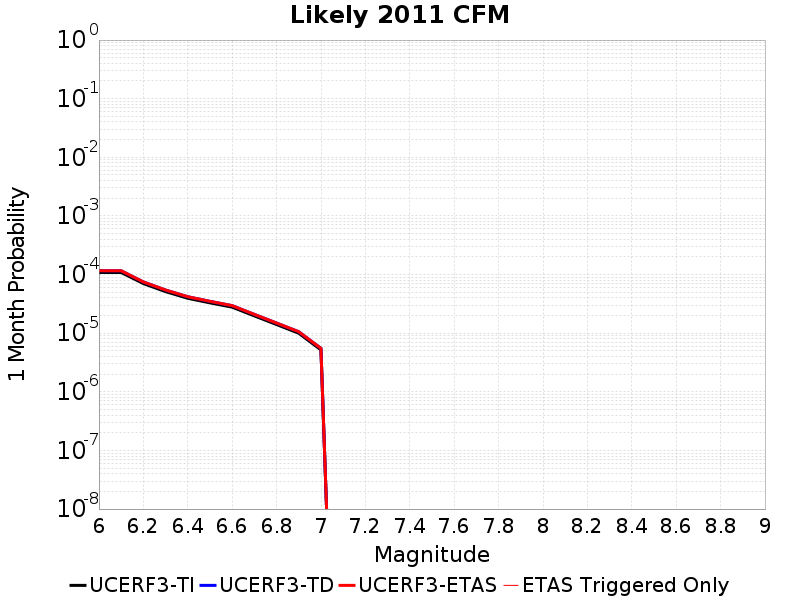 Likely 2011 CFM
1 Month Probability
10^0
10^-1
10^-2
10^-3
10^-4
10^-5
10^-6
10^-7
10^-8
6 6.2 6.4 6.6 6.8 7 7.2 7.4 7.6 7.8 8 8.2 8.4 8.6 8.8 9
Magnitude
UCERF3-TI UCERF3-TD UCERF3-ETAS ETAS Triggered Only